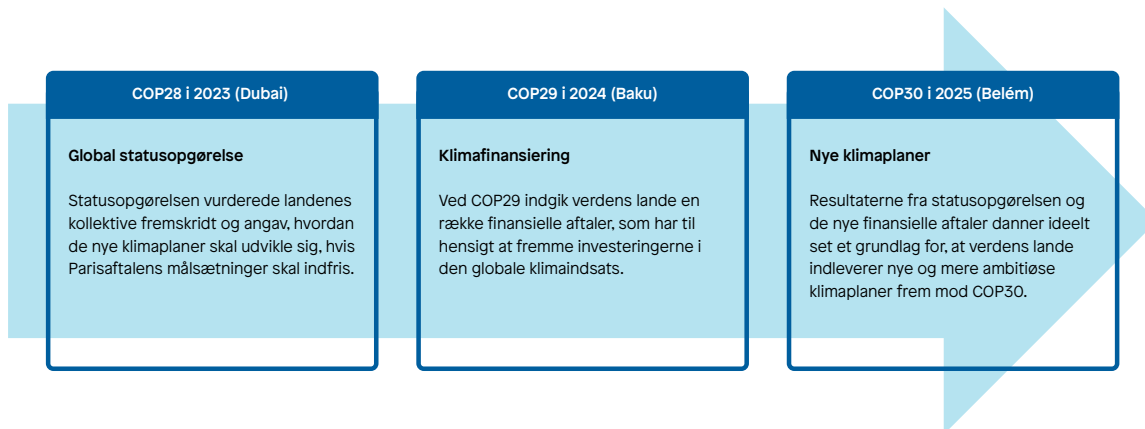 COP28 i 2023 (Dubai)
Global statusopgørelse
Statusopgørelsen vurderede landenes
kollektive fremskridt og angav, hvordan
de nye klimaplaner skal udvikle sig, hvis
Parisaftalens målsætninger skal indfris.
COP29 i 2024 (Baku)
Klimafinansiering
Ved COP29 indgik verdens lande en
række finansielle aftaler, som har til
hensigt at fremme investeringerne i
den globale klimaindsats.
COP30 i 2025 (Belém)
Nye klimaplaner
Resultaterne fra statusopgørelsen og
de nye finansielle aftaler danner ideelt
set et grundlag for, at verdens lande
indleverer nye og mere ambitiøse
klimaplaner frem mod COP30.